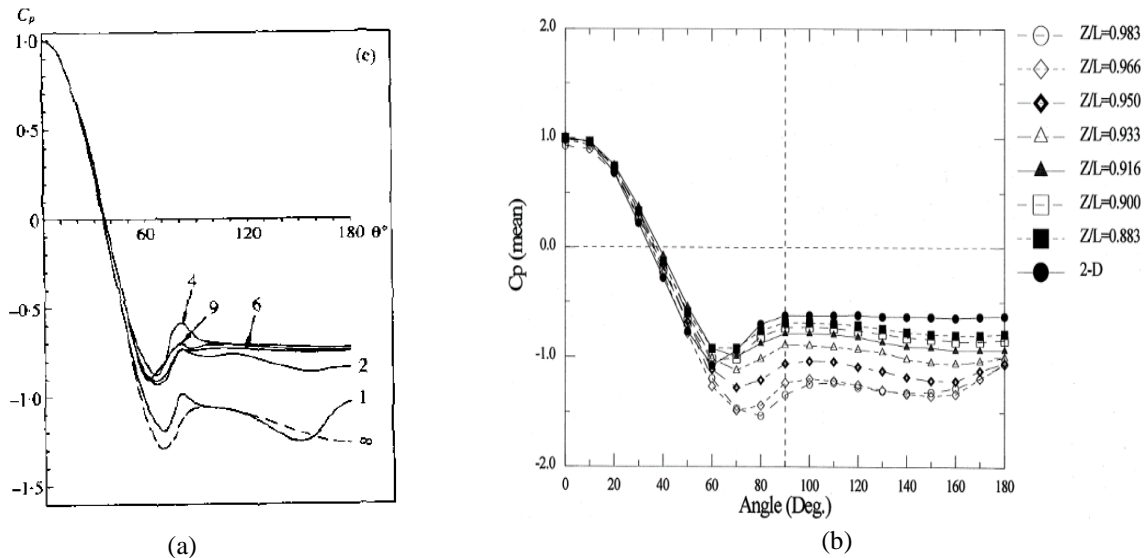 C_p
1·0
(c)
0·5
0
60
120
180 θ°
4
9
6
−0·5
2
−1·0
1
∞
−1·5
(a)
2.0
1.0
0.0
-1.0
-2.0
Cp (mean)
0
20
40
60
80
100
120
140
160
180
Angle (Deg.)
Z/L=0.983
Z/L=0.966
Z/L=0.950
Z/L=0.933
Z/L=0.916
Z/L=0.900
Z/L=0.883
2-D
(b)